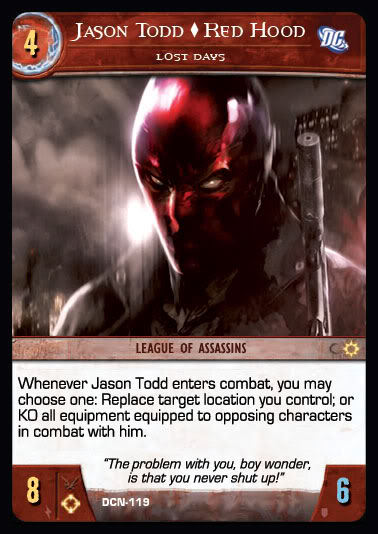 4
JASON TODD ♦ RED HOOD
LOST DAYS
DC
LEAGUE OF ASSASSINS
C
Whenever Jason Todd enters combat, you may
choose one: Replace target location you control; or
KO all equipment equipped to opposing characters
in combat with him.
"The problem with you, boy wonder,
is that you never shut up!"
8
DCN-119
6